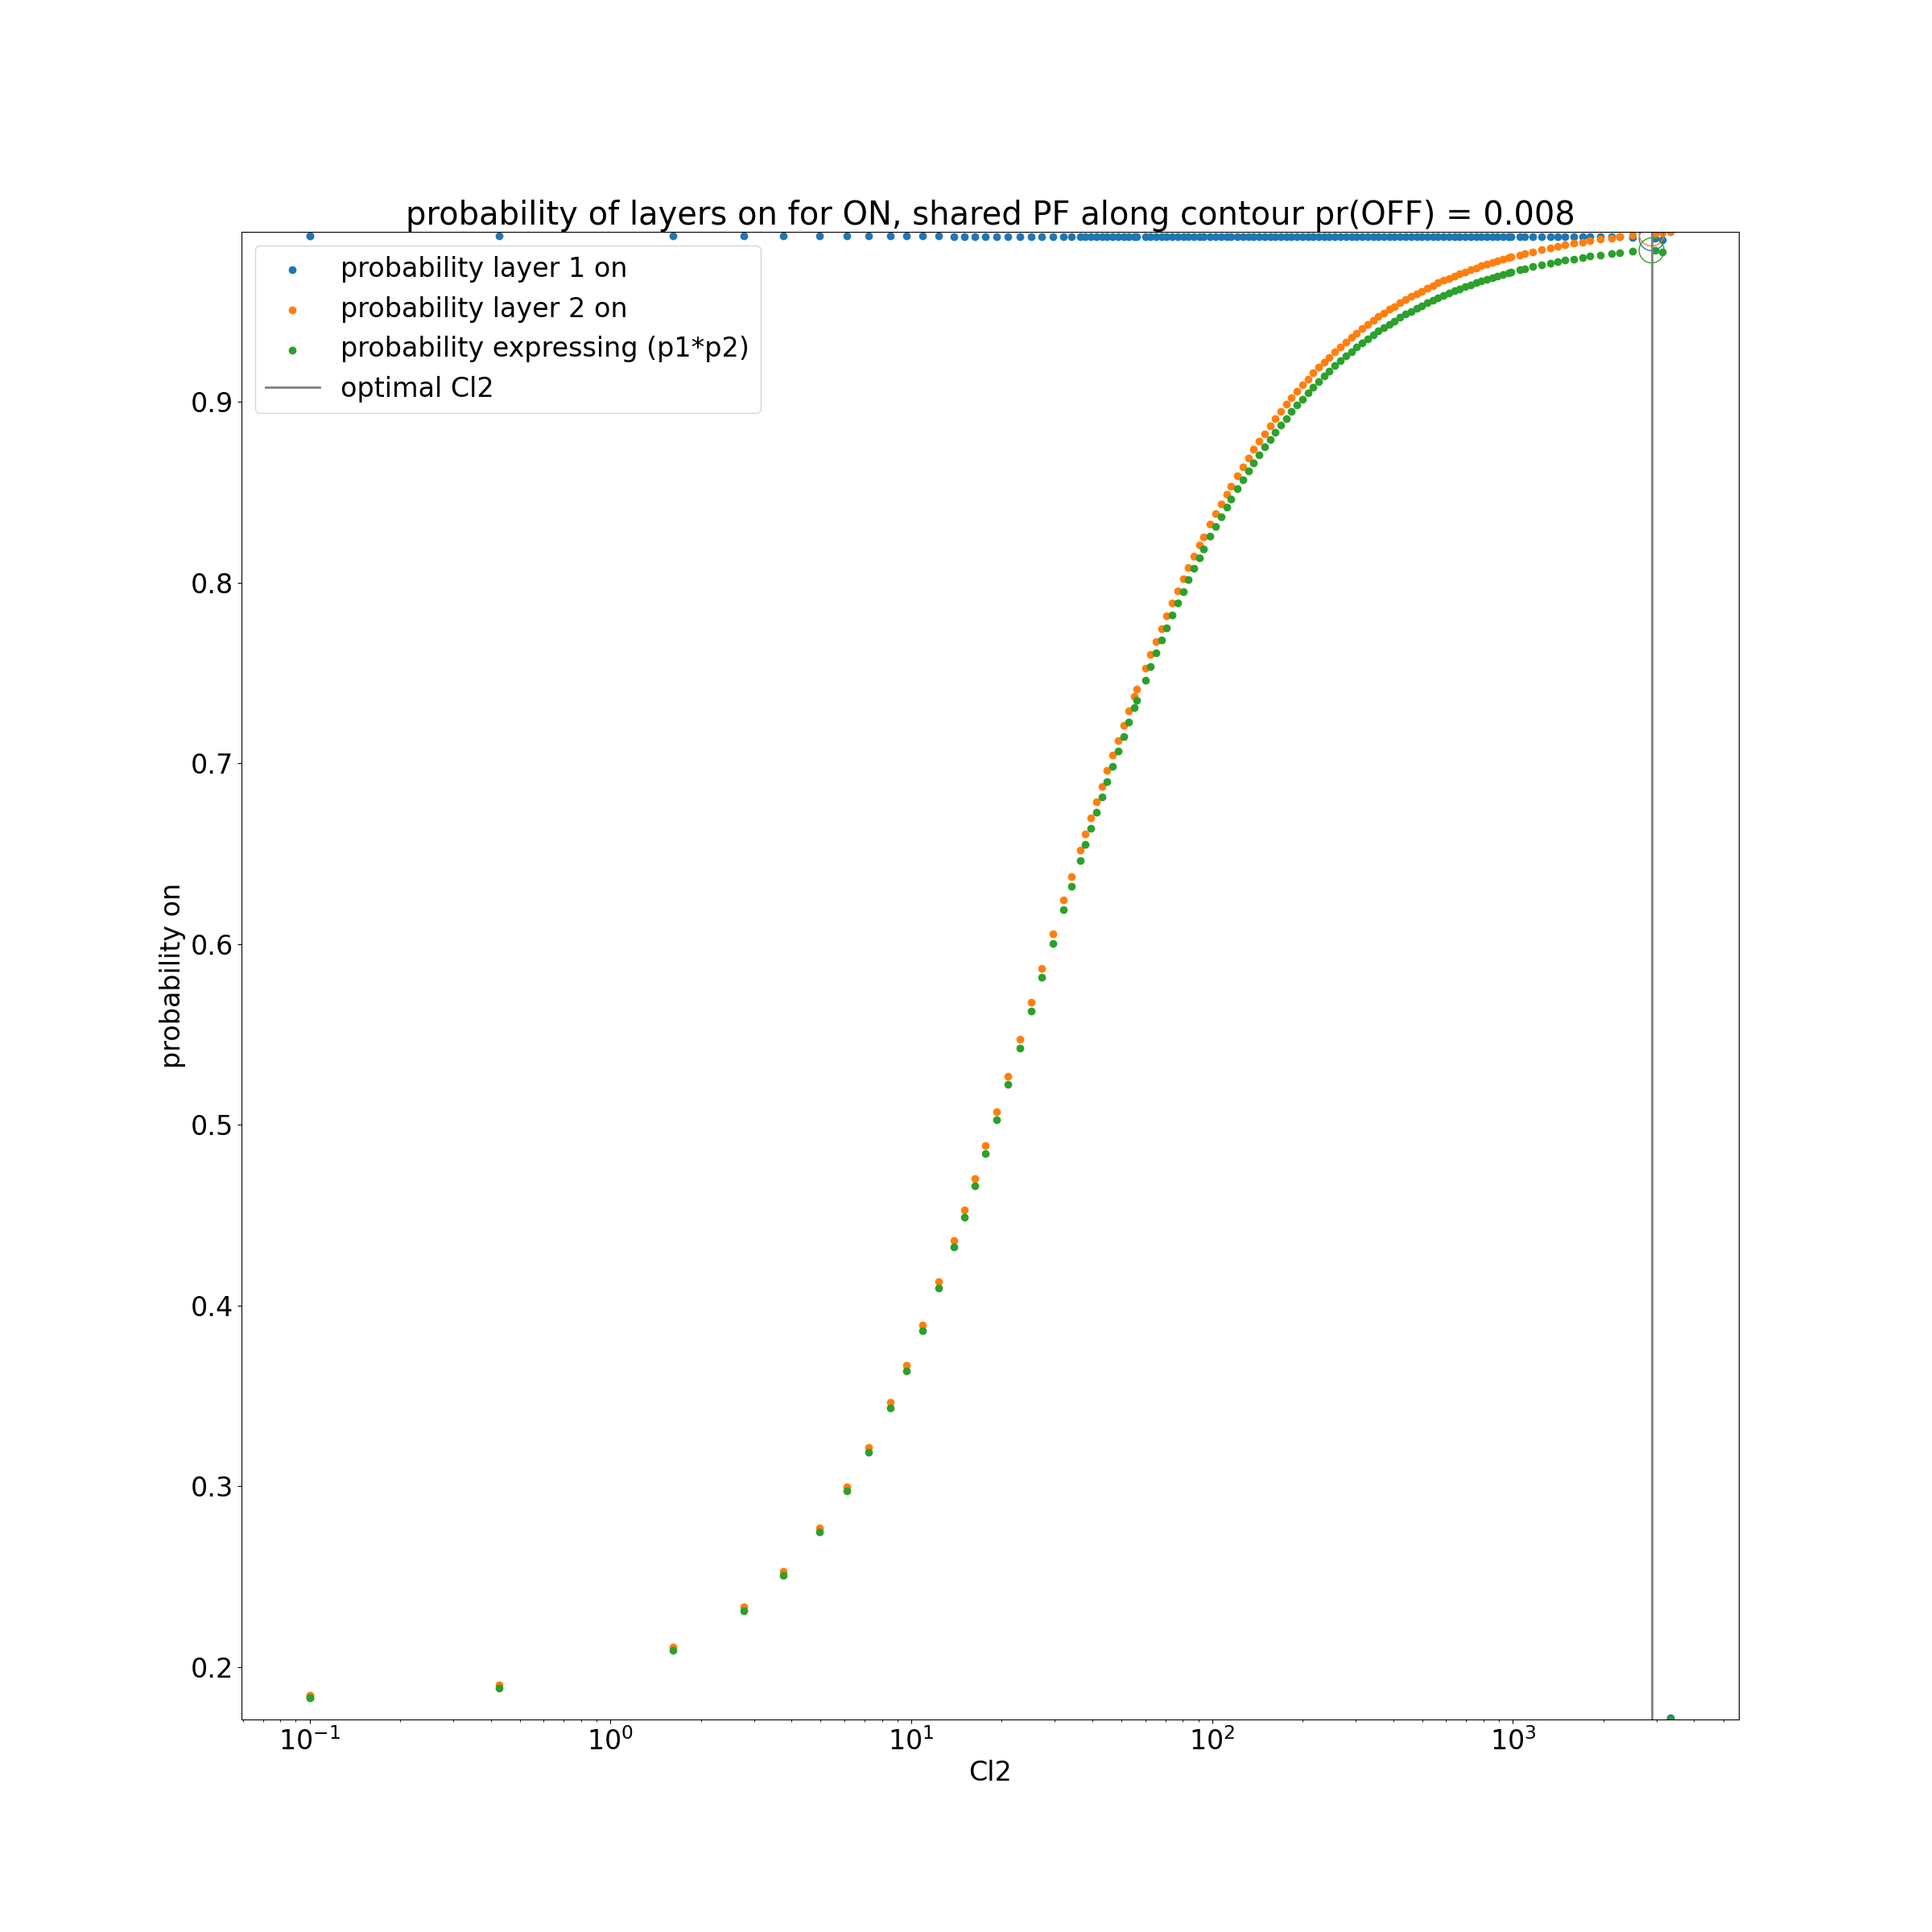 probability of layers on for ON, shared PF along contour pr(OFF) = 0.008
probability layer 1 on
probability layer 2 on
probability expressing (p1*p2)
optimal Cl2
probability on
0.9
0.8
0.7
0.6
0.5
0.4
0.3
0.2
10⁻¹ 10⁰ 10¹ 10² 10³
Cl2